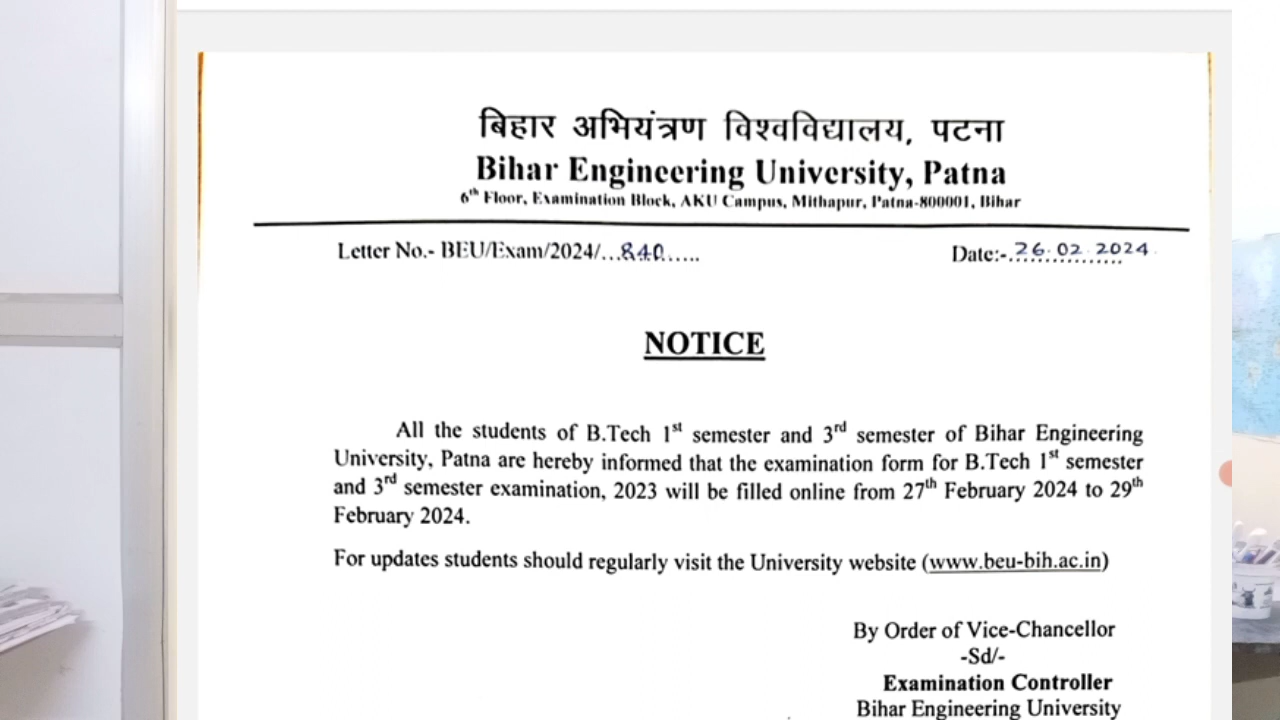 बिहार अभियंत्रण विश्वविद्यालय, पटना
Bihar Engineering University, Patna
6th Floor, Examination Block, AKU Campus, Mithapur, Patna-800001, Bihar
Letter No.- BEU/Exam/2024/...840...... Date:-.26.02.2024.
NOTICE
All the students of B.Tech 1st semester and 3rd semester of Bihar Engineering
University, Patna are hereby informed that the examination form for B.Tech 1st semester
and 3rd semester examination, 2023 will be filled online from 27th February 2024 to 29th
February 2024.
For updates students should regularly visit the University website (www.beu-bih.ac.in)
By Order of Vice-Chancellor
-Sd/-
Examination Controller
Bihar Engineering University